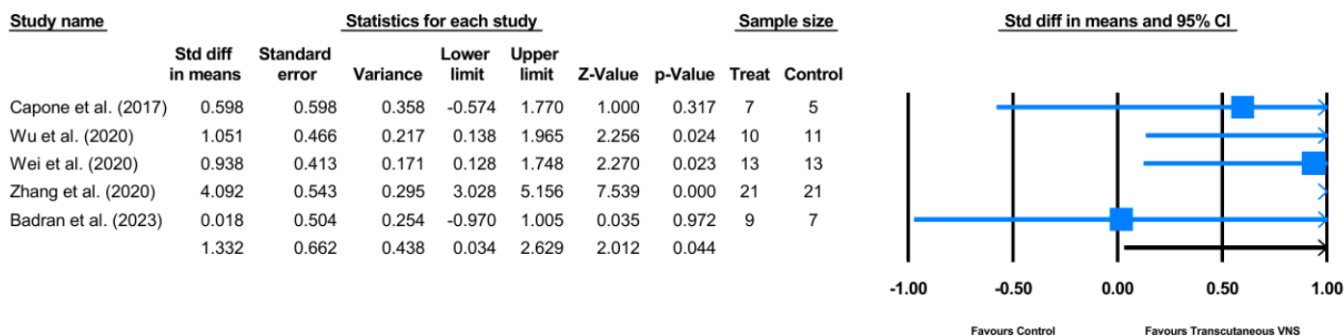 Study name Statistics for each study Sample size Std diff in means and 95% CI
Std diff in means Standard error Variance Lower limit Upper limit Z-Value p-Value Treat Control
Capone et al. (2017) 0.598 0.598 0.358 -0.574 1.770 1.000 0.317 7 5
Wu et al. (2020) 1.051 0.466 0.217 0.138 1.965 2.256 0.024 10 11
Wei et al. (2020) 0.938 0.413 0.171 0.128 1.748 2.270 0.023 13 13
Zhang et al. (2020) 4.092 0.543 0.295 3.028 5.156 7.539 0.000 21 21
Badran et al. (2023) 0.018 0.504 0.254 -0.970 1.005 0.035 0.972 9 7
1.332 0.662 0.438 0.034 2.629 2.012 0.044
-1.00 -0.50 0.00 0.50 1.00
Favours Control Favours Transcutaneous VNS